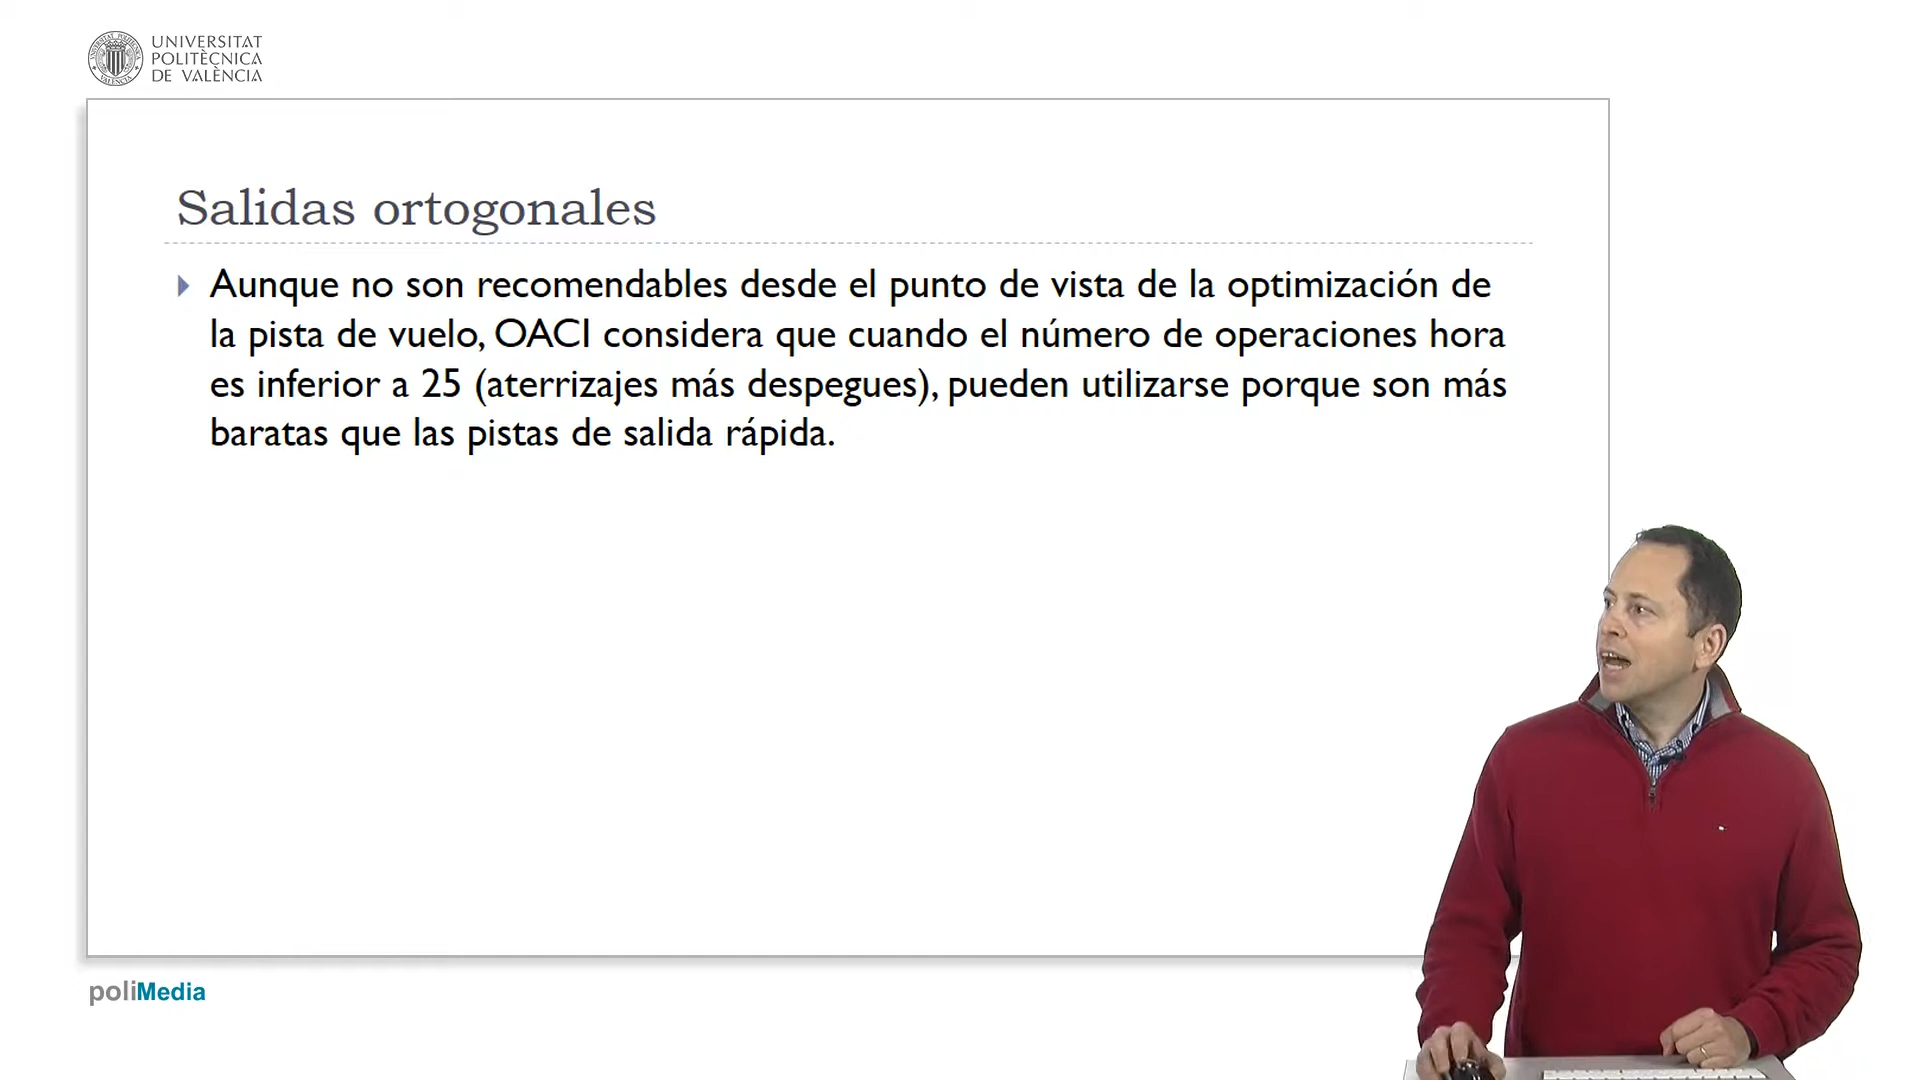 UNIVERSITAT
POLITÈCNICA
DE VALÈNCIA
Salidas ortogonales
Aunque no son recomendables desde el punto de vista de la optimización de
la pista de vuelo, OACI considera que cuando el número de operaciones hora
es inferior a 25 (aterrizajes más despegues), pueden utilizarse porque son más
baratas que las pistas de salida rápida.
poliMedia